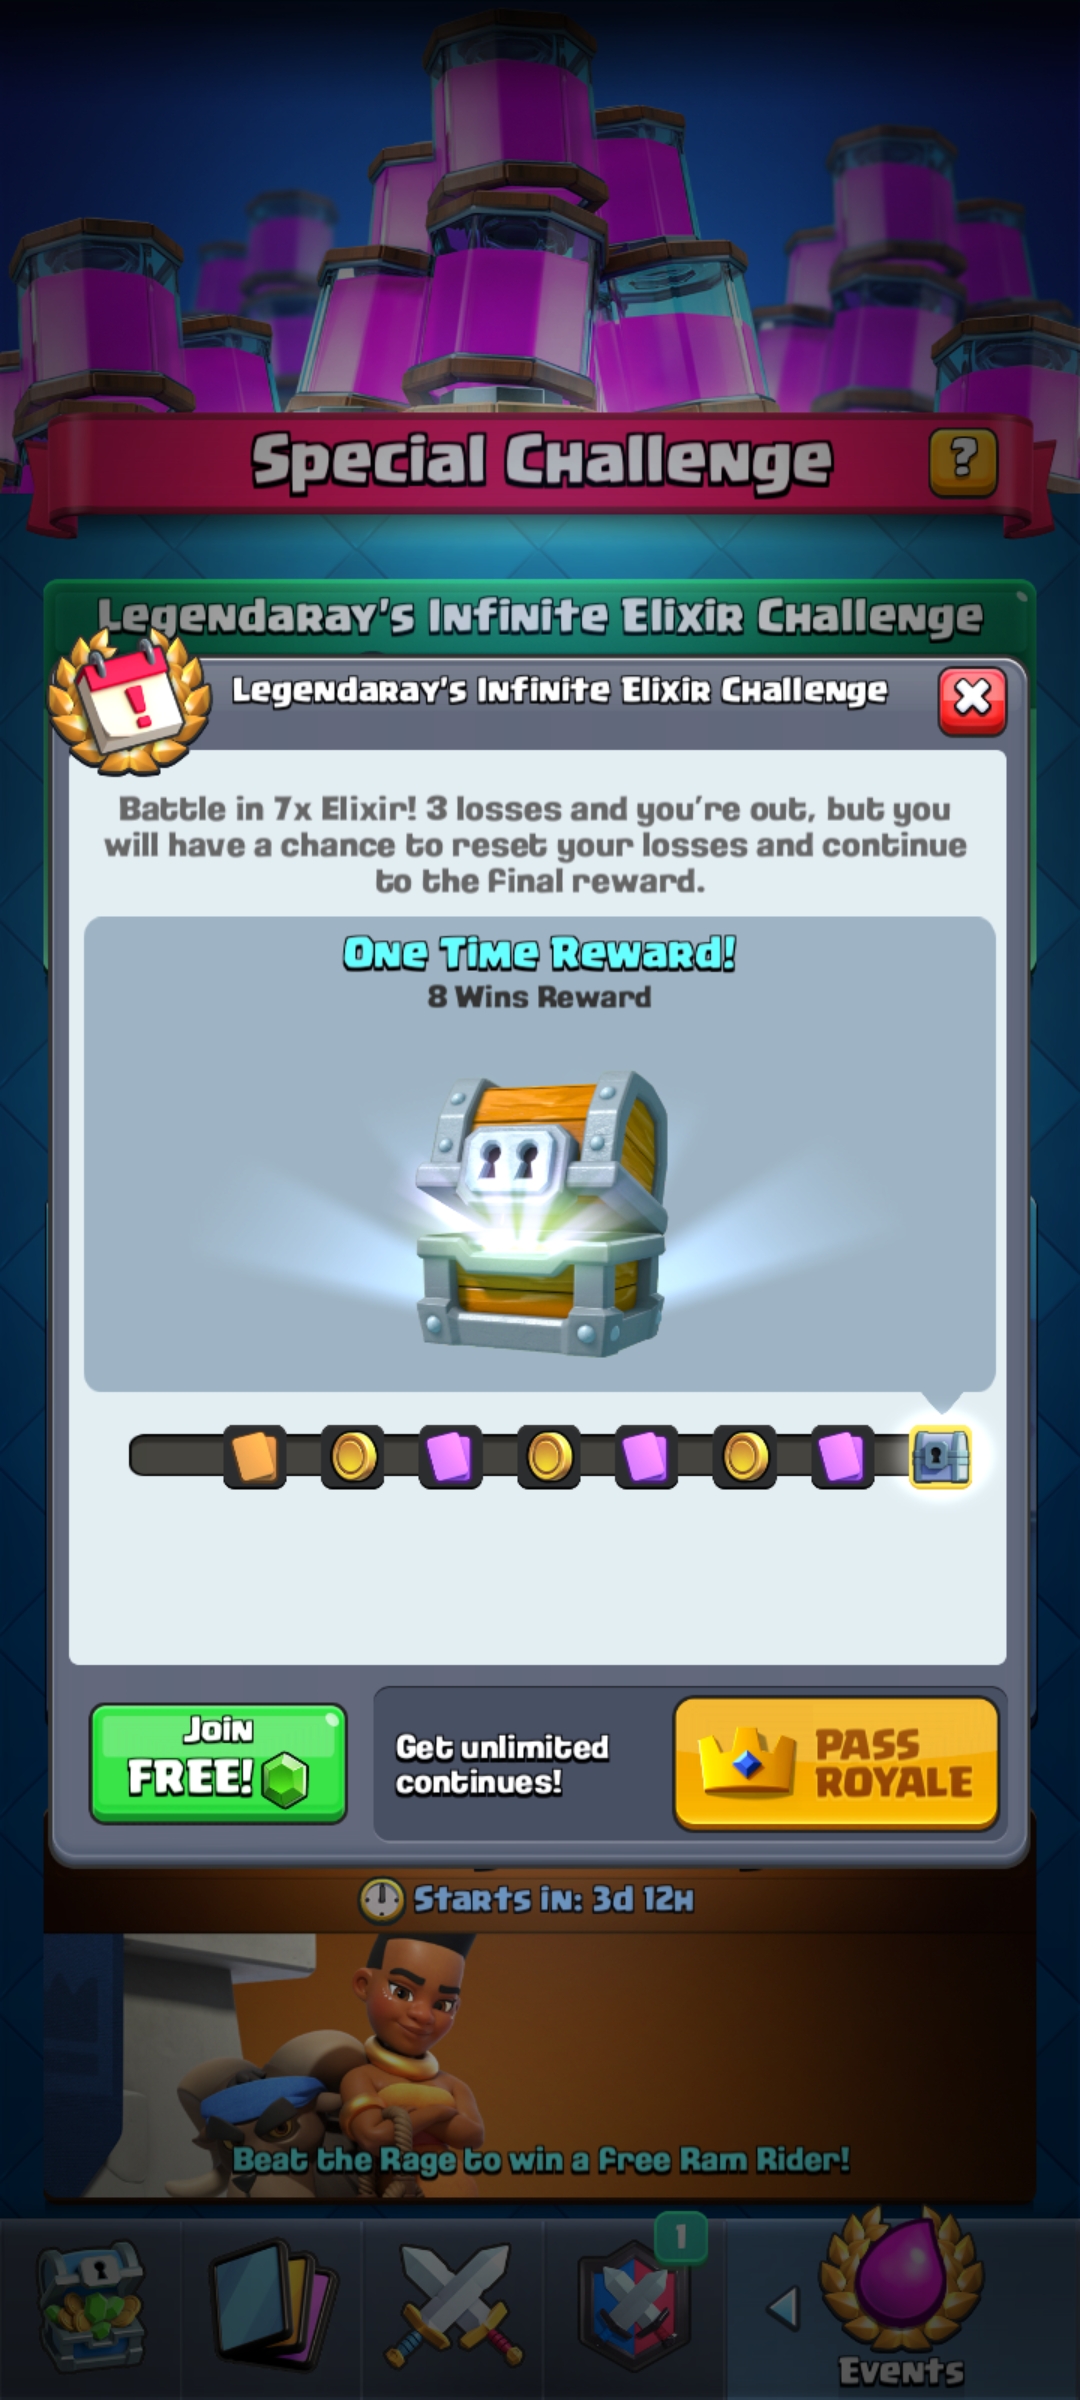 Special Challenge
?
Legendaray's Infinite Elixir Challenge
Legendaray's Infinite Elixir Challenge
Battle in 7x Elixir! 3 losses and you're out, but you
will have a chance to reset your losses and continue
to the final reward.
One Time Reward!
8 Wins Reward
Join
FREE!
Get unlimited
continues!
PASS
ROYALE
Starts in: 3d 12h
Beat the Rage to win a free Ram Rider!
1
Events